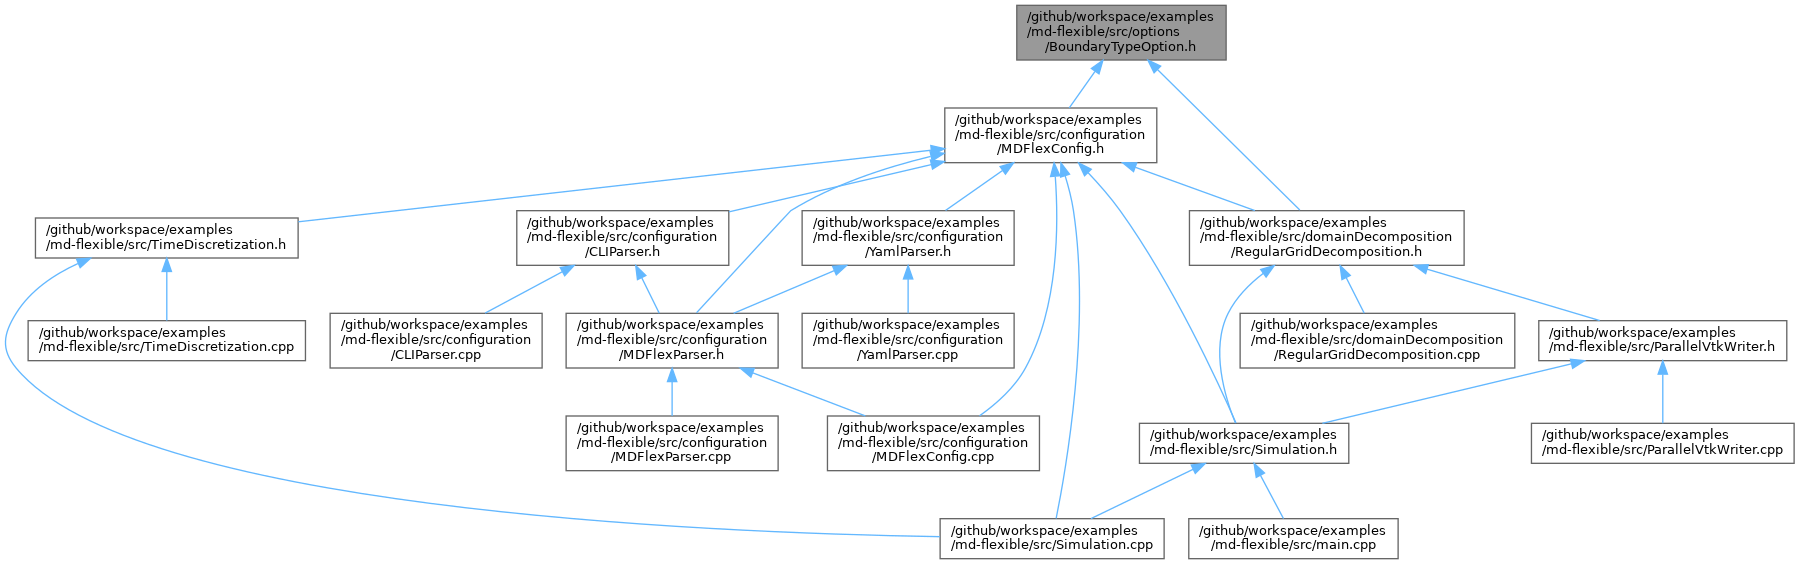 /github/workspace/examples
/md-flexible/src/options
/BoundaryTypeOption.h
/github/workspace/examples
/md-flexible/src/configuration
/MDFlexConfig.h
/github/workspace/examples
/md-flexible/src/TimeDiscretization.h
/github/workspace/examples
/md-flexible/src/configuration
/CLIParser.h
/github/workspace/examples
/md-flexible/src/configuration
/YamlParser.h
/github/workspace/examples
/md-flexible/src/domainDecomposition
/RegularGridDecomposition.h
/github/workspace/examples
/md-flexible/src/TimeDiscretization.cpp
/github/workspace/examples
/md-flexible/src/configuration
/CLIParser.cpp
/github/workspace/examples
/md-flexible/src/configuration
/MDFlexParser.h
/github/workspace/examples
/md-flexible/src/configuration
/YamlParser.cpp
/github/workspace/examples
/md-flexible/src/domainDecomposition
/RegularGridDecomposition.cpp
/github/workspace/examples
/md-flexible/src/ParallelVtkWriter.h
/github/workspace/examples
/md-flexible/src/configuration
/MDFlexParser.cpp
/github/workspace/examples
/md-flexible/src/configuration
/MDFlexConfig.cpp
/github/workspace/examples
/md-flexible/src/Simulation.h
/github/workspace/examples
/md-flexible/src/ParallelVtkWriter.cpp
/github/workspace/examples
/md-flexible/src/Simulation.cpp
/github/workspace/examples
/md-flexible/src/main.cpp